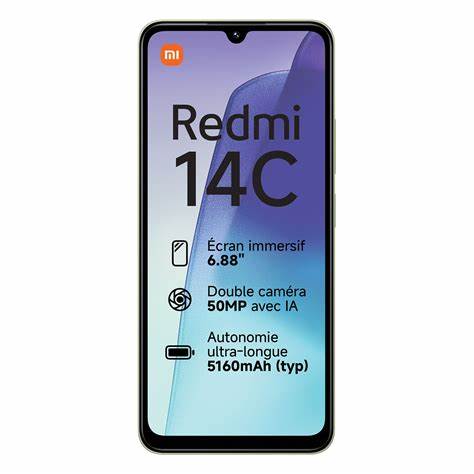 mi
Redmi
14C
Écran immersif
6.88"
Double caméra
50MP avec IA
Autonomie
ultra-longue
5160mAh (typ)